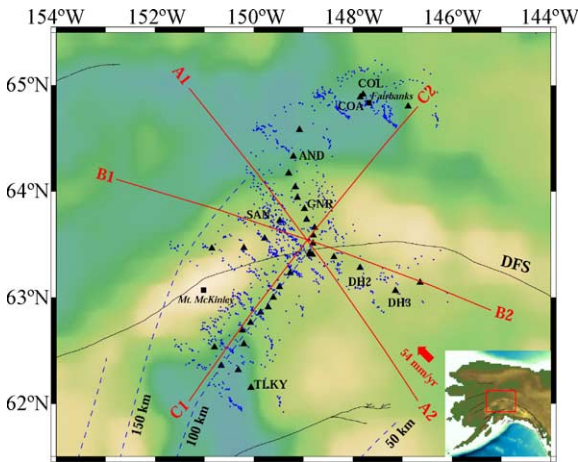 154°W 150°W 148°W 146°W 144°W
65°N
64°N
63°N
62°N
A1
COL
Fairbanks
COA
C2
AND
B1
SAN
GNR
DFS
DH2
DH3
Mt. McKinley
B2
54 mm/yr
TLKY
C1
A2
150 km
100 km
50 km